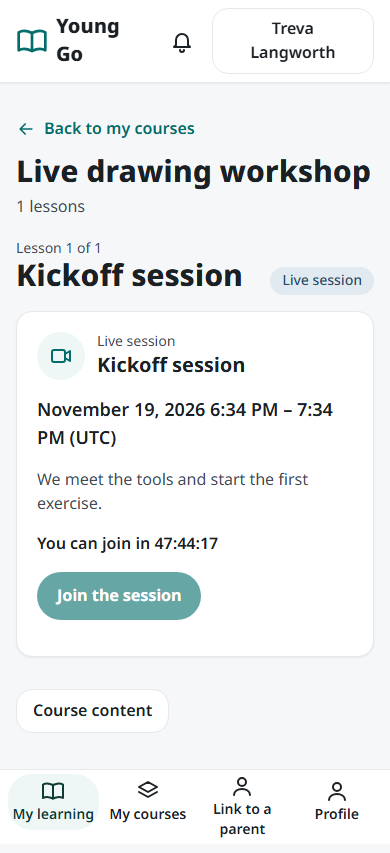 Young
Go
Treva
Langworth
Back to my courses
Live drawing workshop
1 lessons
Lesson 1 of 1
Kickoff session
Live session
Live session
Kickoff session
November 19, 2026 6:34 PM – 7:34
PM (UTC)
We meet the tools and start the first
exercise.
You can join in 47:44:17
Join the session
Course content
My learning
My courses
Link to a
parent
Profile